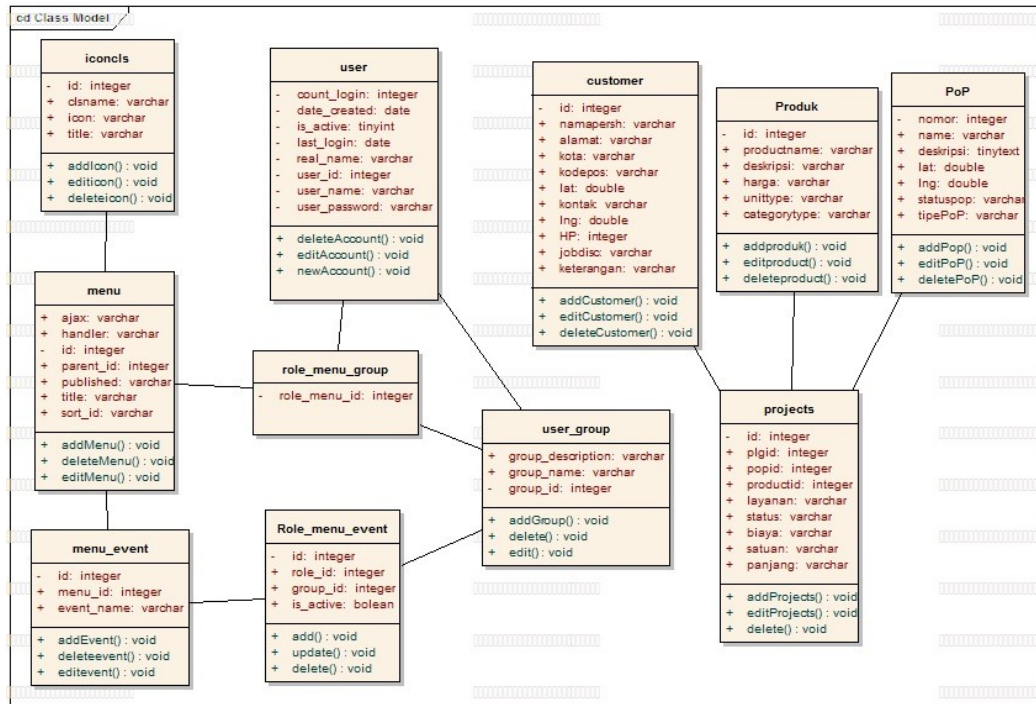 cd Class Model
iconcls
- id: integer
+ clsname: varchar
+ icon: varchar
+ title: varchar
+ addIcon() : void
+ editicon() : void
+ deleteicon() : void
user
- count_login: integer
- date_created: date
- is_active: tinyint
- last_login: date
- real_name: varchar
- user_id: integer
- user_name: varchar
- user_password: varchar
+ deleteAccount() : void
+ editAccount() : void
+ newAccount() : void
customer
- id: integer
+ namapersh: varchar
+ alamat: varchar
+ kota: varchar
+ kodepos: varchar
+ lat: double
+ kontak: varchar
+ lng: double
+ HP: integer
+ jobdisc: varchar
+ keterangan: varchar
+ addCustomer() : void
+ editCustomer() : void
+ deleteCustomer() : void
Produk
- id: integer
+ productname: varchar
+ deskripsi: varchar
+ harga: varchar
+ unittype: varchar
+ categorytype: varchar
+ addproduk() : void
+ editproduct() : void
+ deleteproduct() : void
PoP
- nomor: integer
+ name: varchar
+ deskripsi: tinytext
+ lat: double
+ lng: double
+ statuspop: varchar
+ tipePoP: varchar
+ addPop() : void
+ editPoP() : void
+ deletePoP() : void
menu
+ ajax: varchar
+ handler: varchar
- id: integer
+ parent_id: integer
+ published: varchar
+ title: varchar
+ sort_id: varchar
+ addMenu() : void
+ deleteMenu() : void
+ editMenu() : void
role_menu_group
- role_menu_id: integer
user_group
+ group_description: varchar
+ group_name: varchar
- group_id: integer
+ addGroup() : void
+ delete() : void
+ edit() : void
projects
- id: integer
+ plgid: integer
+ popid: integer
+ productid: integer
+ layanan: varchar
+ status: varchar
+ biaya: varchar
+ satuan: varchar
+ panjang: varchar
+ addProjects() : void
+ editProjects() : void
+ delete() : void
menu_event
- id: integer
+ menu_id: integer
+ event_name: varchar
+ addEvent() : void
+ deleteevent() : void
+ editevent() : void
Role_menu_event
- id: integer
+ role_id: integer
+ group_id: integer
+ is_active: bolean
+ add() : void
+ update() : void
+ delete() : void